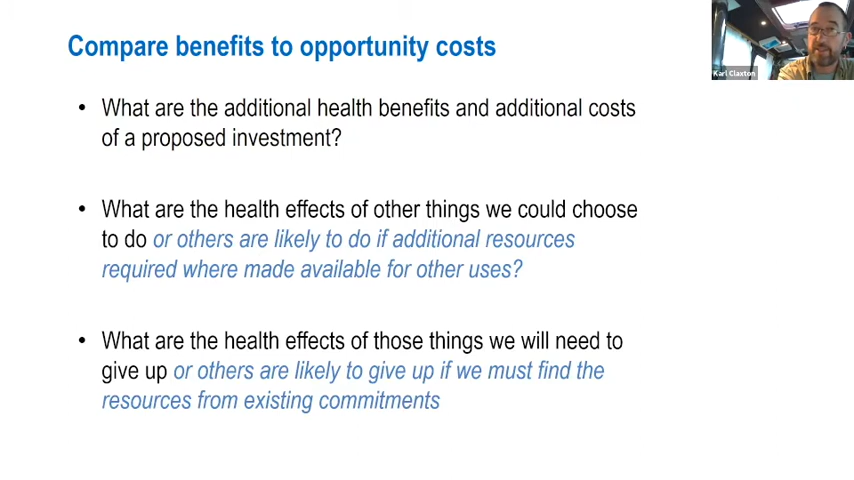 Compare benefits to opportunity costs
• What are the additional health benefits and additional costs
of a proposed investment?
• What are the health effects of other things we could choose
to do or others are likely to do if additional resources
required where made available for other uses?
• What are the health effects of those things we will need to
give up or others are likely to give up if we must find the
resources from existing commitments
Karl Claxton